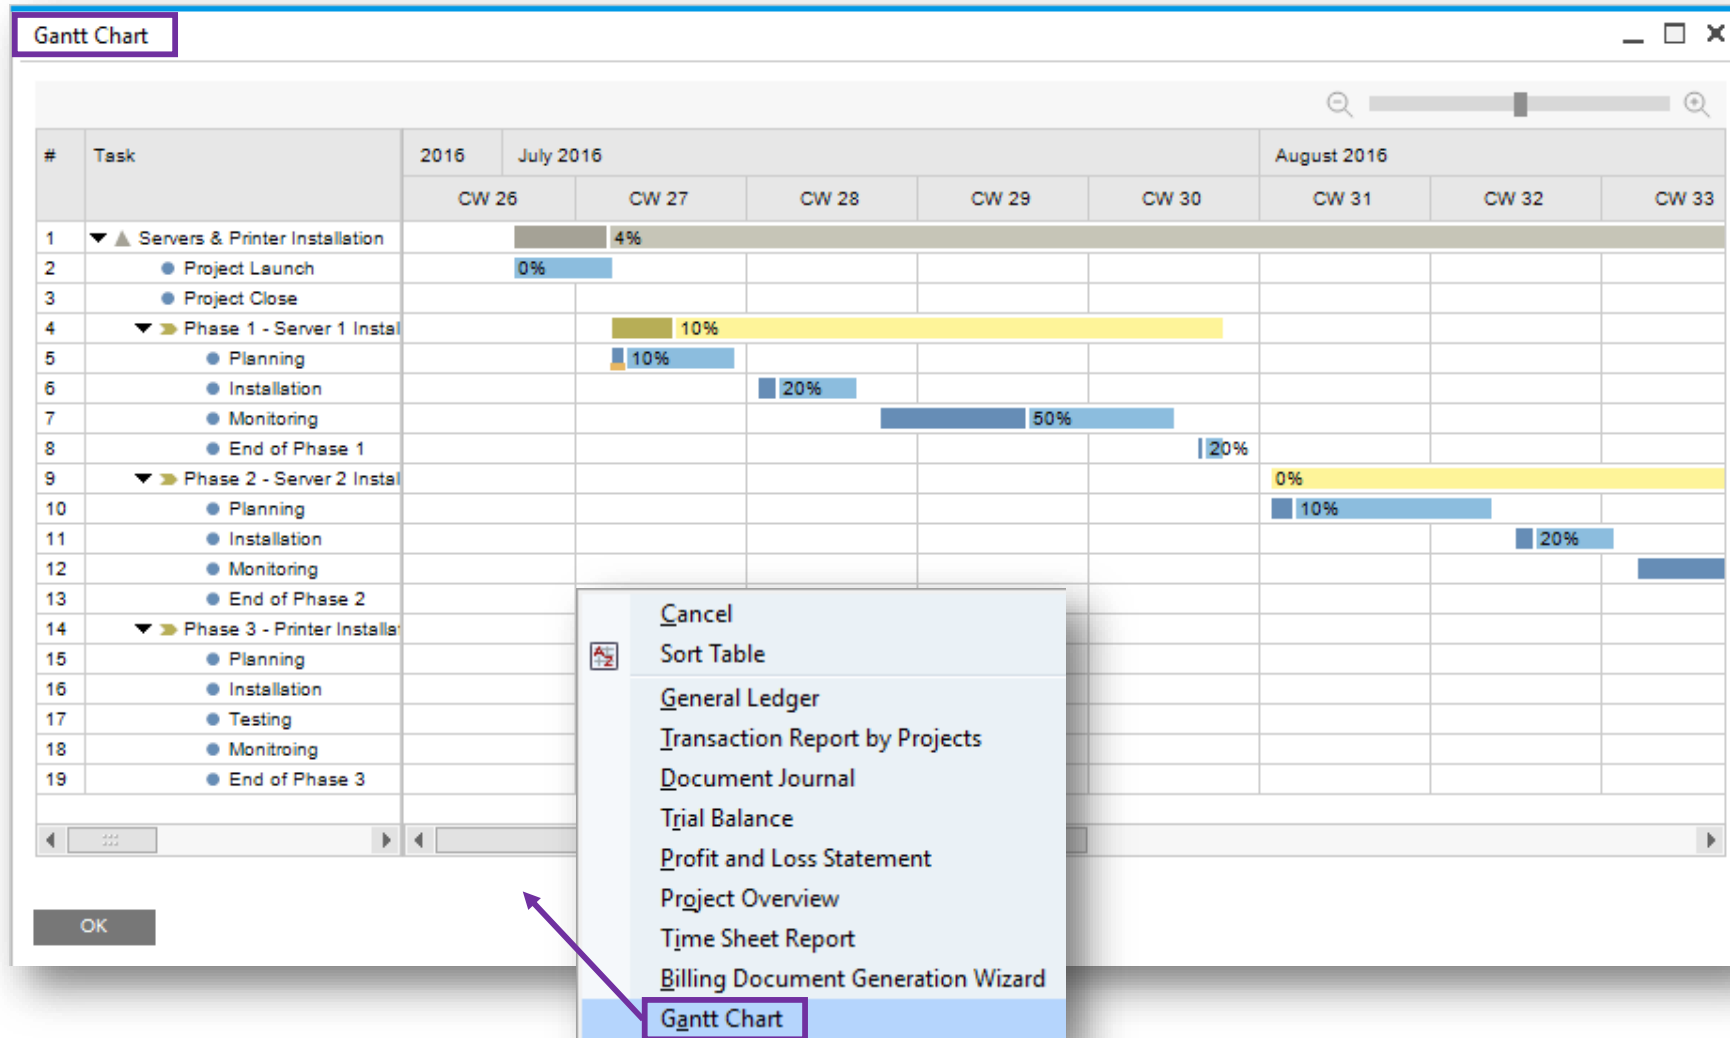 Gantt Chart
# Task 2016 July 2016 August 2016
CW 26 CW 27 CW 28 CW 29 CW 30 CW 31 CW 32 CW 33
1 Servers & Printer Installation 4%
2 Project Launch 0%
3 Project Close
4 Phase 1 - Server 1 Instal 10%
5 Planning 10%
6 Installation 20%
7 Monitoring 50%
8 End of Phase 1 20%
9 Phase 2 - Server 2 Instal 0%
10 Planning 10%
11 Installation 20%
12 Monitoring
13 End of Phase 2
14 Phase 3 - Printer Installa
15 Planning
16 Installation
17 Testing
18 Monitroing
19 End of Phase 3
Cancel
Sort Table
General Ledger
Transaction Report by Projects
Document Journal
Trial Balance
Profit and Loss Statement
Project Overview
Time Sheet Report
Billing Document Generation Wizard
Gantt Chart
OK